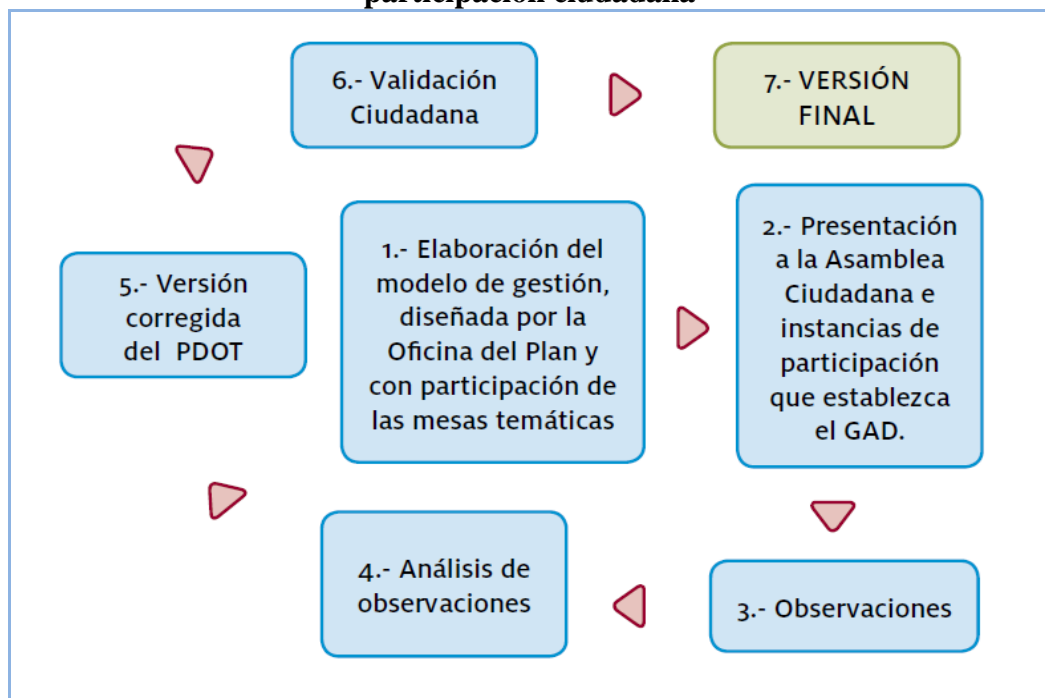 participación ciudadana
6.- Validación
Ciudadana
7.- VERSIÓN
FINAL
1.- Elaboración del
modelo de gestión,
diseñada por la
Oficina del Plan y
con participación de
las mesas temáticas
2.- Presentación
a la Asamblea
Ciudadana e
instancias de
participación
que establezca
el GAD.
5.- Versión
corregida
del PDOT
4.- Análisis de
observaciones
3.- Observaciones